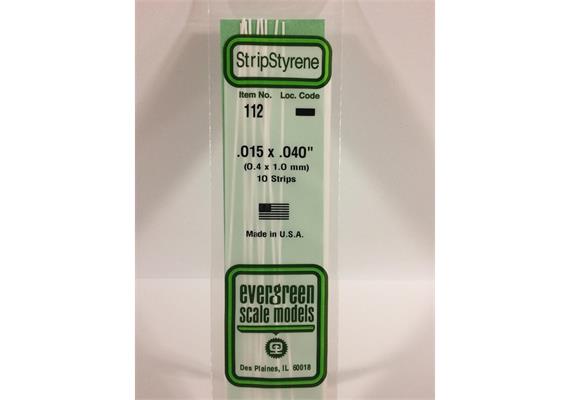 StripStyrene
Item No. Loc. Code
112
.015 x .040"
(0.4 x 1.0 mm)
10 Strips
Made in U.S.A.
evergreen
scale models
Des Plaines, IL 60018